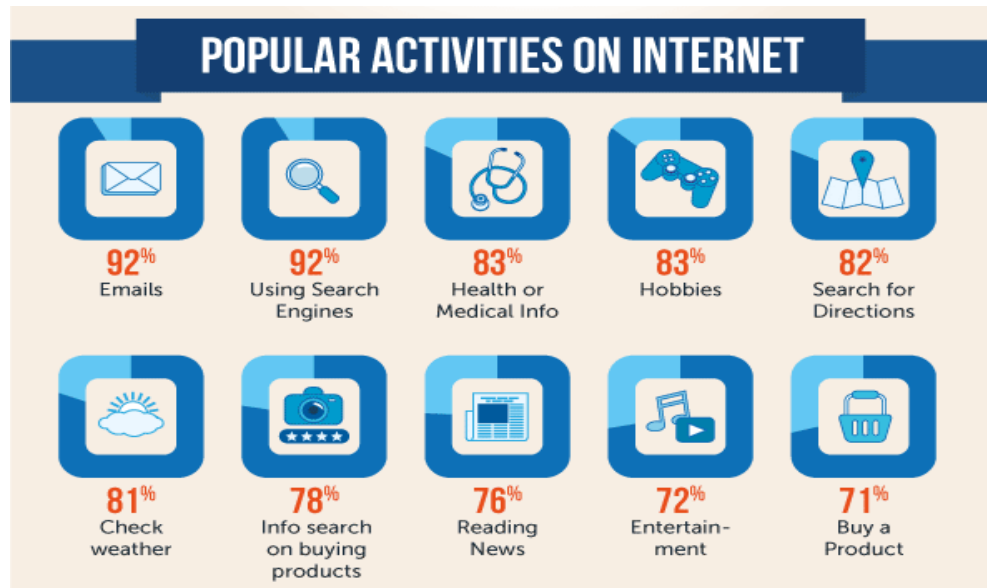 POPULAR ACTIVITIES ON INTERNET
92%
Emails
92%
Using Search
Engines
83%
Health or
Medical Info
83%
Hobbies
82%
Search for
Directions
81%
Check
weather
78%
Info search
on buying
products
76%
Reading
News
72%
Entertain-
ment
71%
Buy a
Product